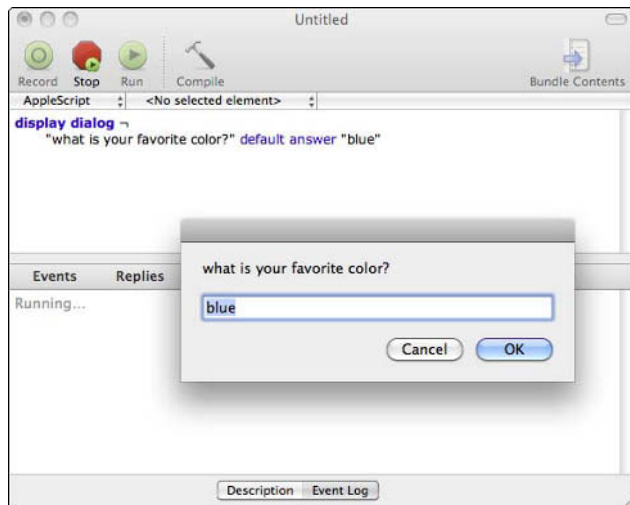 Untitled
Record Stop Run Compile Bundle Contents
AppleScript <No selected element>
display dialog ¬
"what is your favorite color?" default answer "blue"
what is your favorite color?
Events Replies
Running...
blue
Cancel OK
Description Event Log